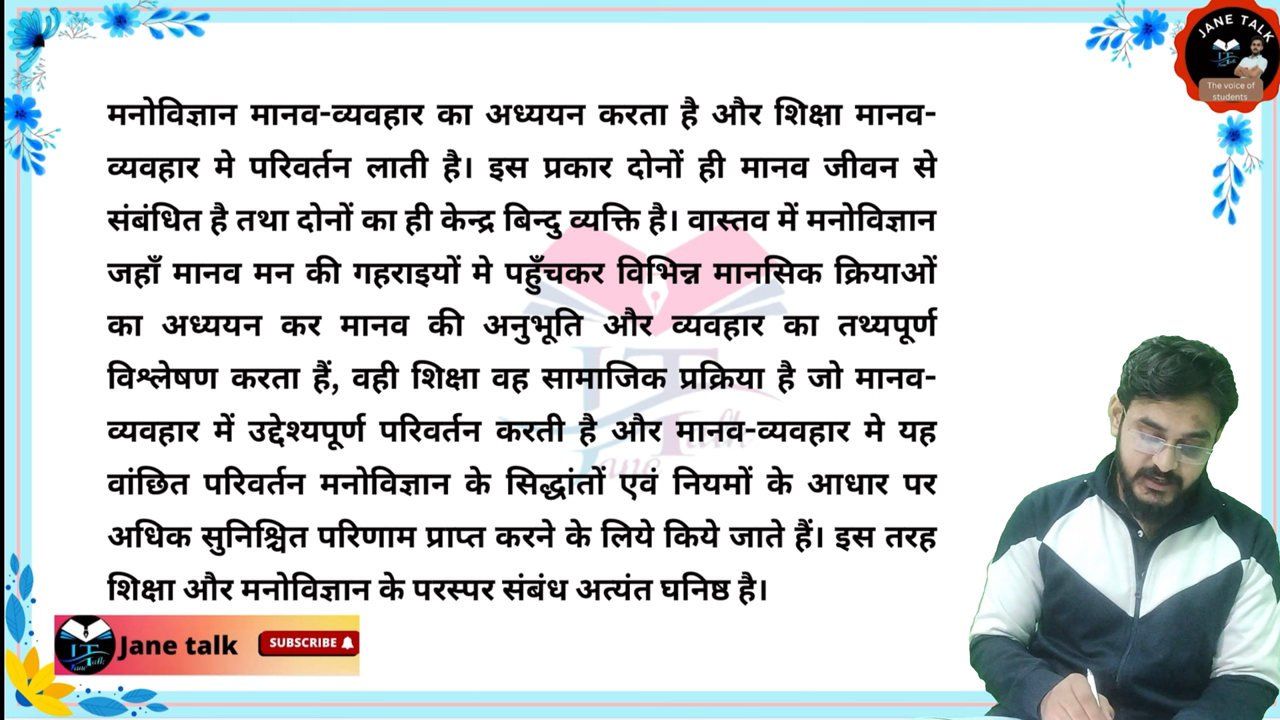 JANE TALK
The voice of
students
मनोविज्ञान मानव-व्यवहार का अध्ययन करता है और शिक्षा मानव-
व्यवहार मे परिवर्तन लाती है। इस प्रकार दोनों ही मानव जीवन से
संबंधित है तथा दोनों का ही केन्द्र बिन्दु व्यक्ति है। वास्तव में मनोविज्ञान
जहाँ मानव मन की गहराइयों मे पहुँचकर विभिन्न मानसिक क्रियाओं
का अध्ययन कर मानव की अनुभूति और व्यवहार का तथ्यपूर्ण
विश्लेषण करता हैं, वही शिक्षा वह सामाजिक प्रक्रिया है जो मानव-
व्यवहार में उद्देश्यपूर्ण परिवर्तन करती है और मानव-व्यवहार मे यह
वांछित परिवर्तन मनोविज्ञान के सिद्धांतों एवं नियमों के आधार पर
अधिक सुनिश्चित परिणाम प्राप्त करने के लिये किये जाते हैं। इस तरह
शिक्षा और मनोविज्ञान के परस्पर संबंध अत्यंत घनिष्ठ है।
Jane talk
SUBSCRIBE